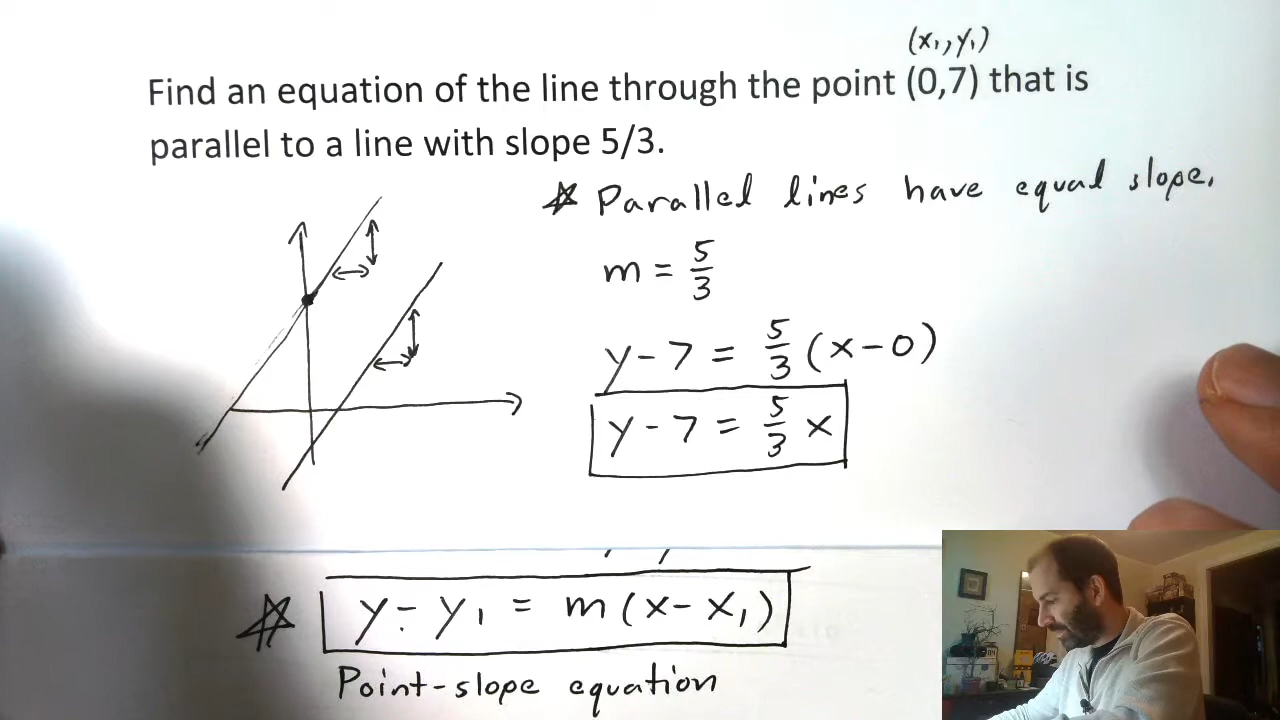 (x₁, y₁)
Find an equation of the line through the point (0,7) that is
parallel to a line with slope 5/3.
* Parallel lines have equal slope.
m = 5/3
y - 7 = 5/3 (x - 0)
y - 7 = 5/3 x
* y - y₁ = m(x - x₁)
Point-slope equation